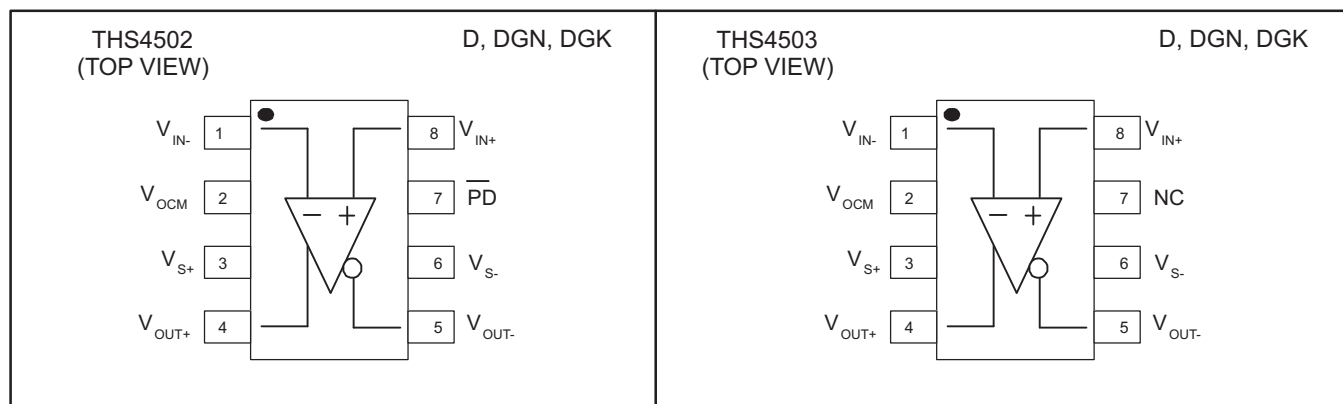 THS4502
(TOP VIEW)
D, DGN, DGK
V_IN- 1 8 V_IN+
V_OCM 2 7 P̅D̅
− +
V_S+ 3 6 V_S-
V_OUT+ 4 5 V_OUT-
THS4503
(TOP VIEW)
D, DGN, DGK
V_IN- 1 8 V_IN+
V_OCM 2 7 NC
− +
V_S+ 3 6 V_S-
V_OUT+ 4 5 V_OUT-